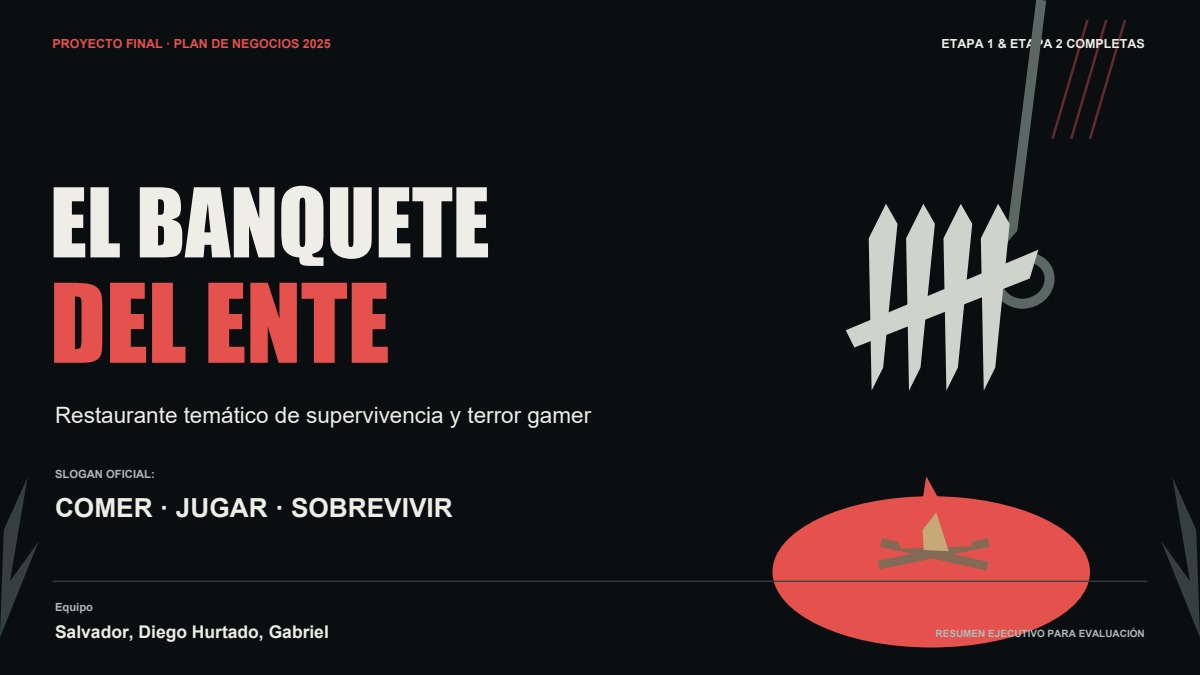 PROYECTO FINAL · PLAN DE NEGOCIOS 2025
ETAPA 1 & ETAPA 2 COMPLETAS
EL BANQUETE
DEL ENTE
Restaurante temático de supervivencia y terror gamer
SLOGAN OFICIAL:
COMER · JUGAR · SOBREVIVIR
Equipo
Salvador, Diego Hurtado, Gabriel
RESUMEN EJECUTIVO PARA EVALUACIÓN